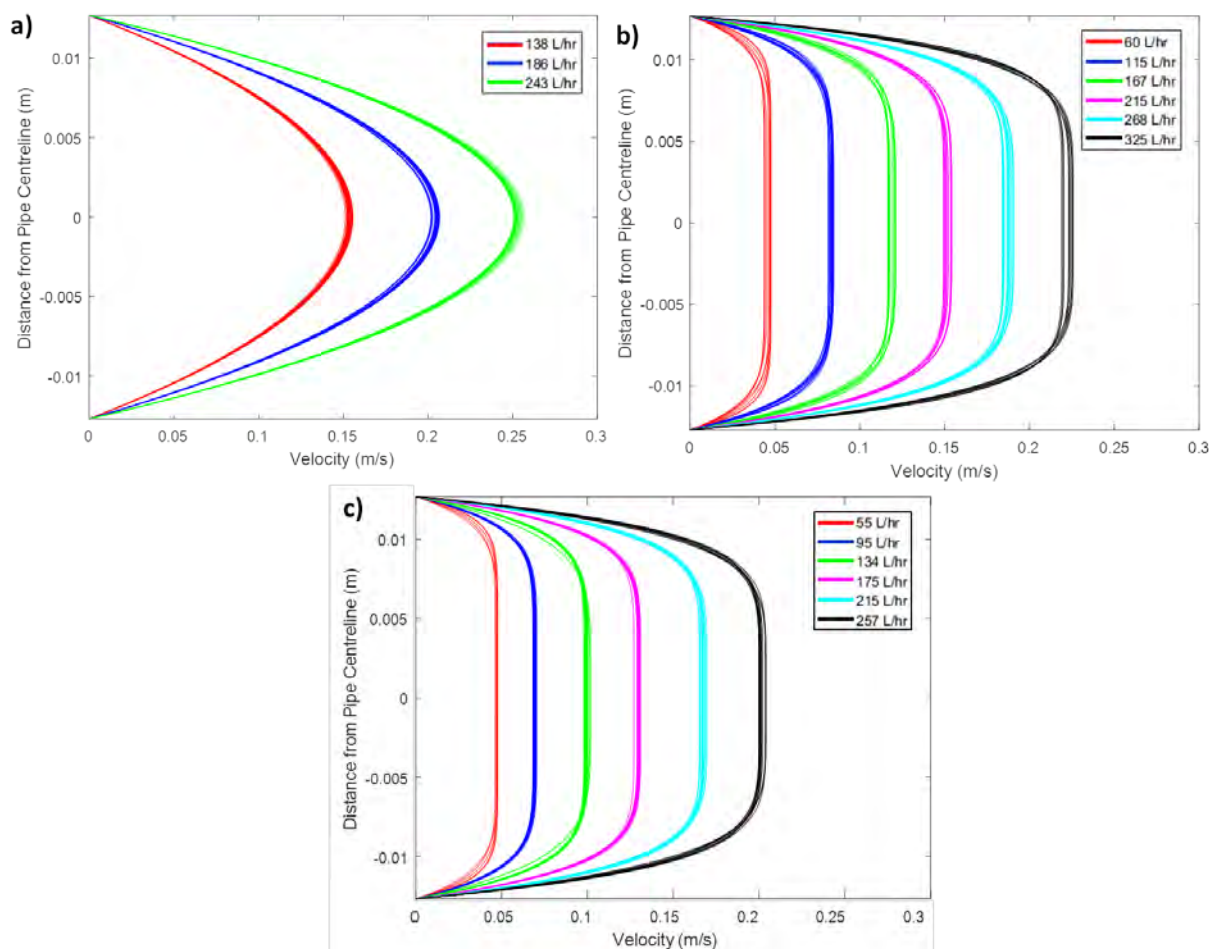 a)
138 L/hr
186 L/hr
243 L/hr
0.01
0.005
0
-0.005
-0.01
Distance from Pipe Centreline (m)
0 0.05 0.1 0.15 0.2 0.25 0.3
Velocity (m/s)
b)
60 L/hr
115 L/hr
167 L/hr
215 L/hr
268 L/hr
325 L/hr
0.01
0.005
0
-0.005
-0.01
Distance from Pipe Centreline (m)
0 0.05 0.1 0.15 0.2 0.25 0.3
Velocity (m/s)
c)
55 L/hr
95 L/hr
134 L/hr
175 L/hr
215 L/hr
257 L/hr
0.01
0.005
0
-0.005
-0.01
Distance from Pipe Centreline (m)
0 0.05 0.1 0.15 0.2 0.25 0.3
Velocity (m/s)